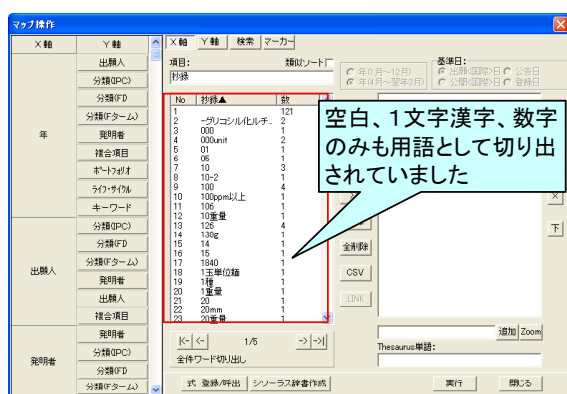 マップ操作
X軸 Y軸
年
出願人
分類(IPC)
分類(FI)
分類(Fターム)
発明者
複合項目
ポートフォリオ
ライフ・サイクル
キーワード
出願人
分類(IPC)
分類(FI)
分類(Fターム)
発明者
出願人
複合項目
発明者
発明者
分類(IPC)
分類(FI)
分類(Fターム)
X軸 Y軸 検索 マーカー
項目: 類似ソート
抄録
年(1月~12月)
年(4月~翌年3月)
基準日:
出願(国際)日 公告日
公開(国際)日 登録日
No 抄録▲ 数
1 121
2 -グリコシル化ルチ.. 2
3 000 1
4 000unit 2
5 01 1
6 06 1
7 10 3
8 10-2 1
9 100 4
10 100ppm以上 1
11 106 1
12 10重量 1
13 126 4
14 130g 1
15 14 1
16 15 1
17 1840 1
18 1玉単位麺 1
19 1種 1
20 1重量 1
21 20 1
22 20mm 1
23 20重量 1
空白、1文字漢字、数字
のみも用語として切り出
されていました
全削除
CSV
LINK
×
下
|<- <- 1/5 -> ->|
全件ワード切り出し
追加 Zoom
Thesaurus単語:
式 登録/呼出 シソーラス辞書作成 実行 閉じる